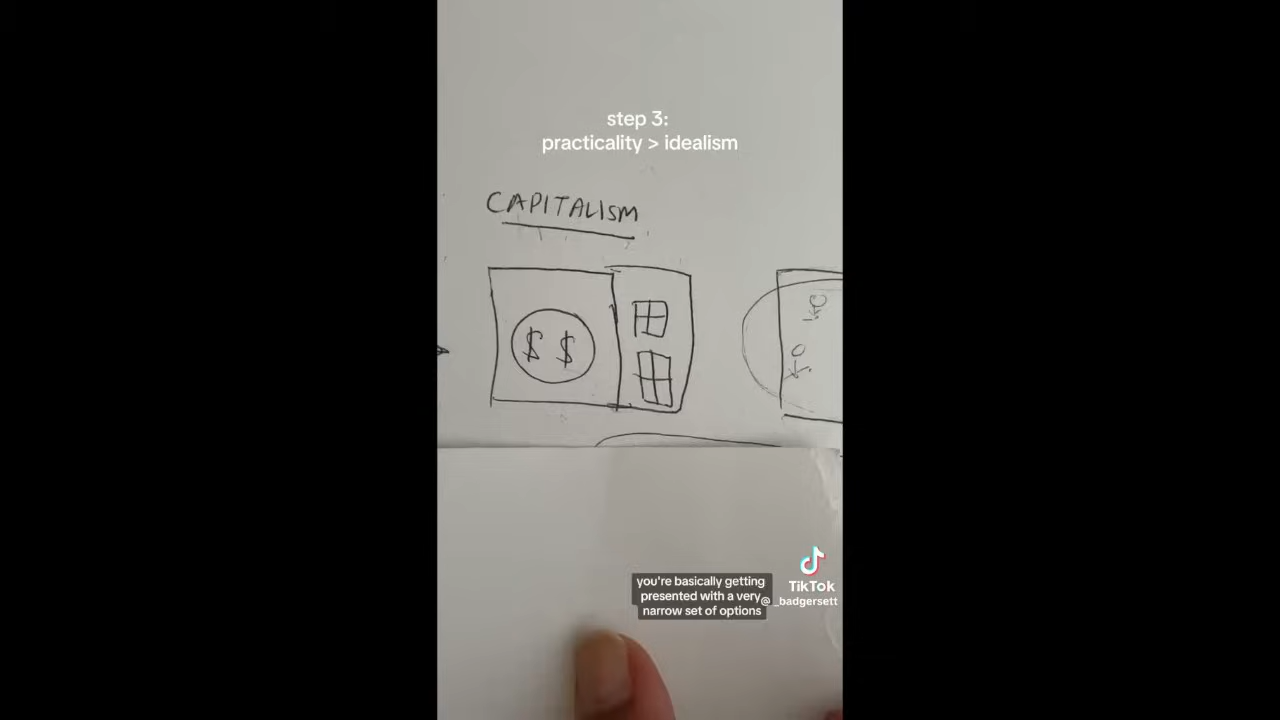 step 3:
practicality > idealism
CAPITALISM
$ $
you're basically getting
presented with a very
narrow set of options
TikTok
@_badgersett